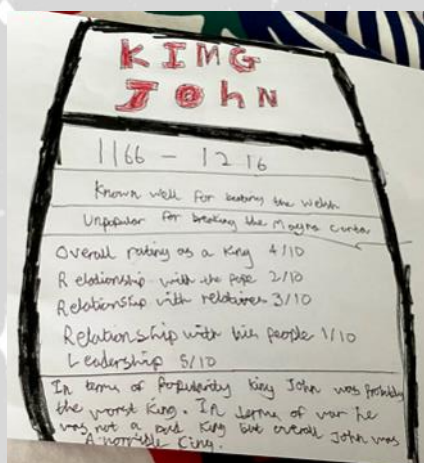 KIMG
JOhN
1166 - 1216
Known well for beating the Welsh
Unpopular for breaking the Magna carta
Overall rating as a King 4/10
Relationship with the Pope 2/10
Relationship with relatives 3/10
Relationship with his people 1/10
Leadership 5/10
In terms of Popularity king John was Probably
the worst King. In terms of war he
was not a bad King but overall John was
A horrible King.